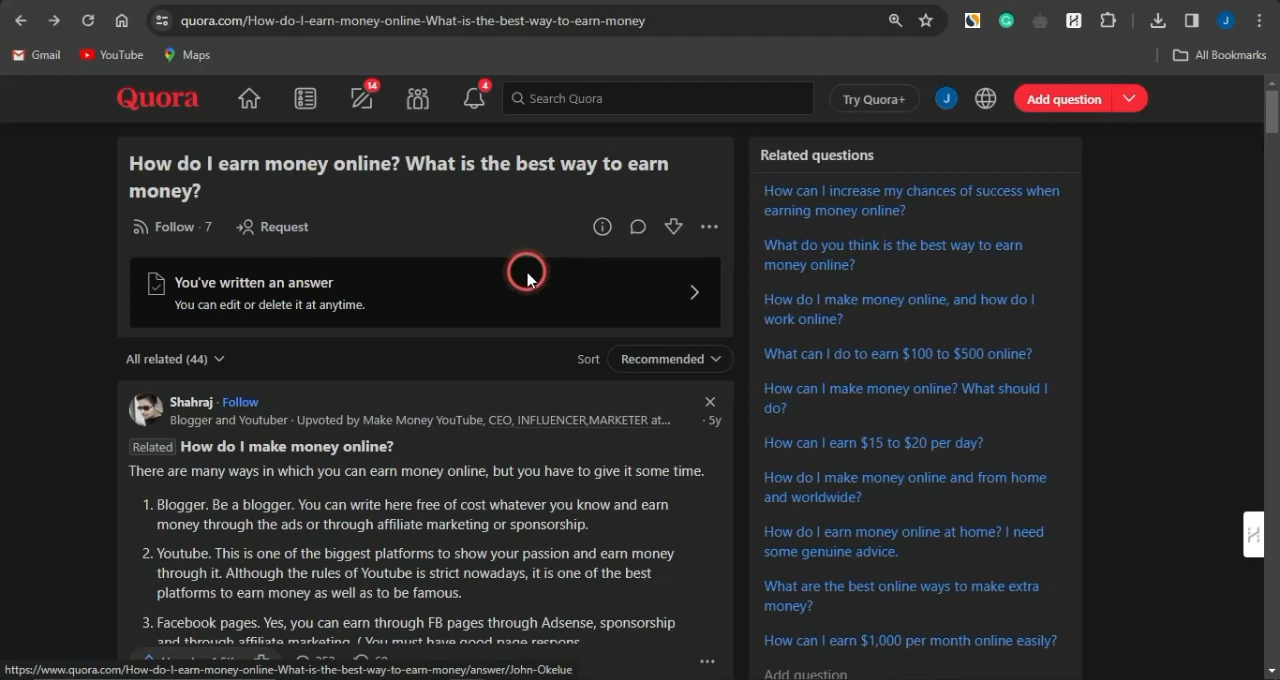 quora.com/How-do-I-earn-money-online-What-is-the-best-way-to-earn-money
J
Gmail
YouTube
Maps
All Bookmarks
Quora
14
4
Search Quora
Try Quora+
J
Add question
How do I earn money online? What is the best way to earn
money?
Follow · 7
Request
You've written an answer
You can edit or delete it at anytime.
All related (44)
Sort
Recommended
Shahraj · Follow
Blogger and Youtuber · Upvoted by Make Money YouTube, CEO, INFLUENCER,MARKETER at... · 5y
Related How do I make money online?
There are many ways in which you can earn money online, but you have to give it some time.
1. Blogger. Be a blogger. You can write here free of cost whatever you know and earn
money through the ads or through affiliate marketing or sponsorship.
2. Youtube. This is one of the biggest platforms to show your passion and earn money
through it. Although the rules of Youtube is strict nowadays, it is one of the best
platforms to earn money as well as to be famous.
3. Facebook pages. Yes, you can earn through FB pages through Adsense, sponsorship
and through affiliate marketing. ( You must have good page respons
Related questions
How can I increase my chances of success when
earning money online?
What do you think is the best way to earn
money online?
How do I make money online, and how do I
work online?
What can I do to earn $100 to $500 online?
How can I make money online? What should I
do?
How can I earn $15 to $20 per day?
How do I make money online and from home
and worldwide?
How do I earn money online at home? I need
some genuine advice.
What are the best online ways to make extra
money?
How can I earn $1,000 per month online easily?
Add question
https://www.quora.com/How-do-I-earn-money-online-What-is-the-best-way-to-earn-money/answer/John-Okelue